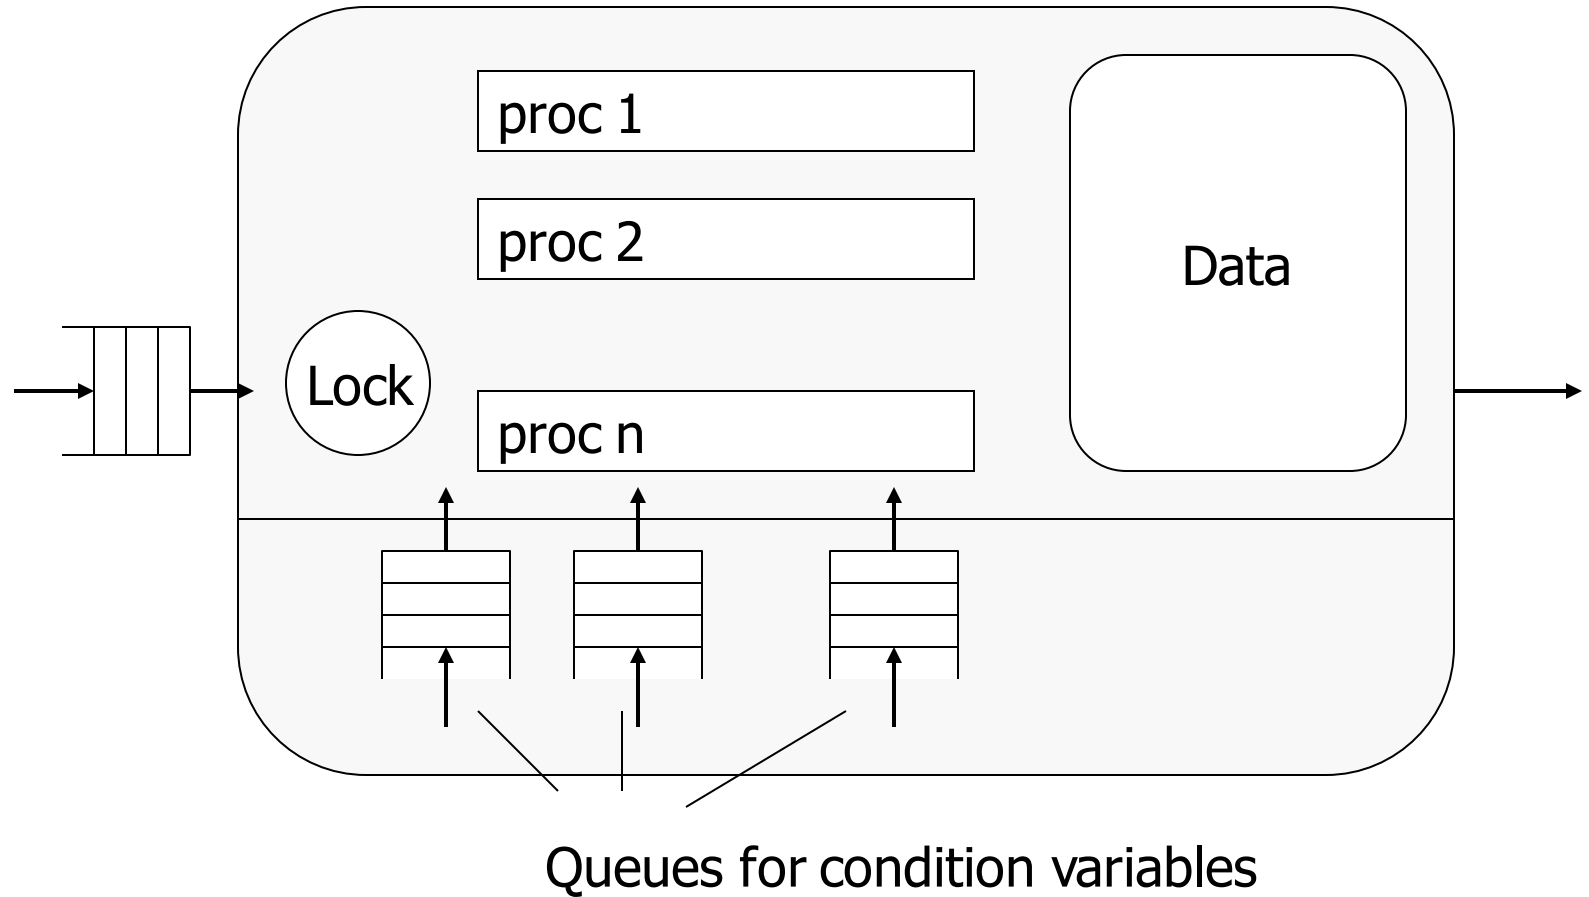 proc 1
proc 2
Data
Lock
proc n
Queues for condition variables